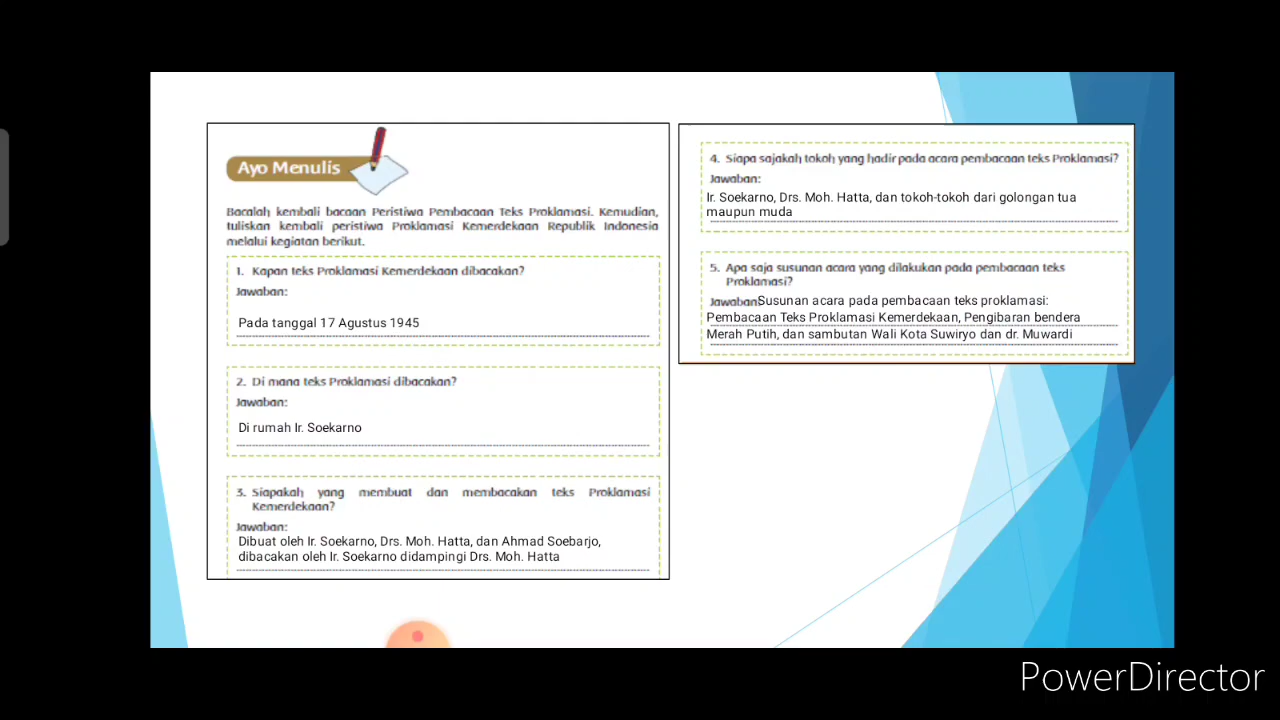 Ayo Menulis
Bacalah kembali bacaan Peristiwa Pembacaan Teks Proklamasi. Kemudian,
tuliskan kembali peristiwa Proklamasi Kemerdekaan Republik Indonesia
melalui kegiatan berikut.
1. Kapan teks Proklamasi Kemerdekaan dibacakan?
Jawaban:
Pada tanggal 17 Agustus 1945
2. Di mana teks Proklamasi dibacakan?
Jawaban:
Di rumah Ir. Soekarno
3. Siapakah yang membuat dan membacakan teks Proklamasi
Kemerdekaan?
Jawaban:
Dibuat oleh Ir. Soekarno, Drs. Moh. Hatta, dan Ahmad Soebarjo,
dibacakan oleh Ir. Soekarno didampingi Drs. Moh. Hatta
4. Siapa sajakah tokoh yang hadir pada acara pembacaan teks Proklamasi?
Jawaban:
Ir. Soekarno, Drs. Moh. Hatta, dan tokoh-tokoh dari golongan tua
maupun muda
5. Apa saja susunan acara yang dilakukan pada pembacaan teks
Proklamasi?
Jawaban:Susunan acara pada pembacaan teks proklamasi:
Pembacaan Teks Proklamasi Kemerdekaan, Pengibaran bendera
Merah Putih, dan sambutan Wali Kota Suwiryo dan dr. Muwardi
PowerDirector